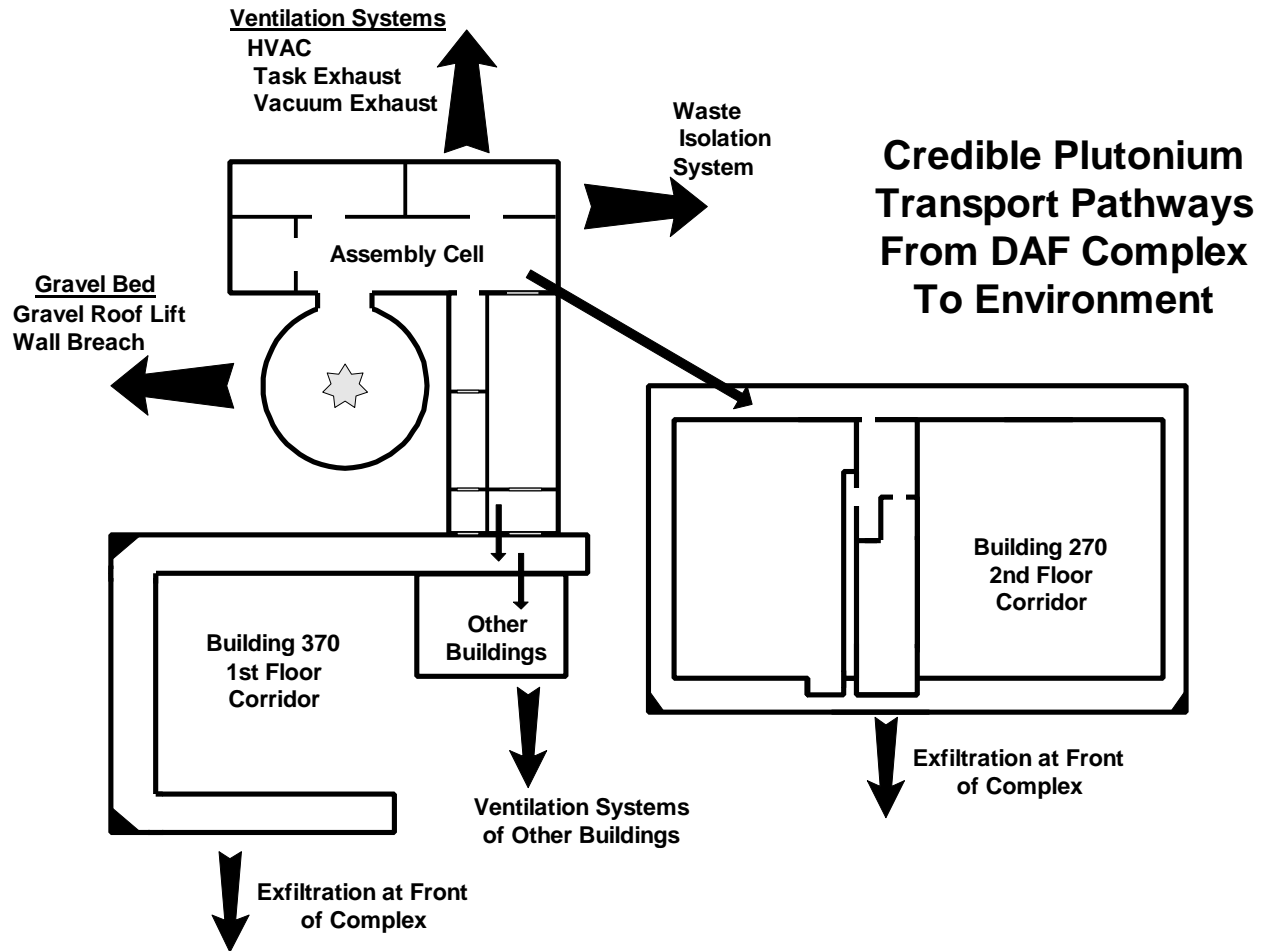 Ventilation Systems
HVAC
Task Exhaust
Vacuum Exhaust
Waste
Isolation
System
Credible Plutonium
Transport Pathways
From DAF Complex
To Environment
Assembly Cell
Gravel Bed
Gravel Roof Lift
Wall Breach
Building 270
2nd Floor
Corridor
Other
Buildings
Building 370
1st Floor
Corridor
Exfiltration at Front
of Complex
Ventilation Systems
of Other Buildings
Exfiltration at Front
of Complex